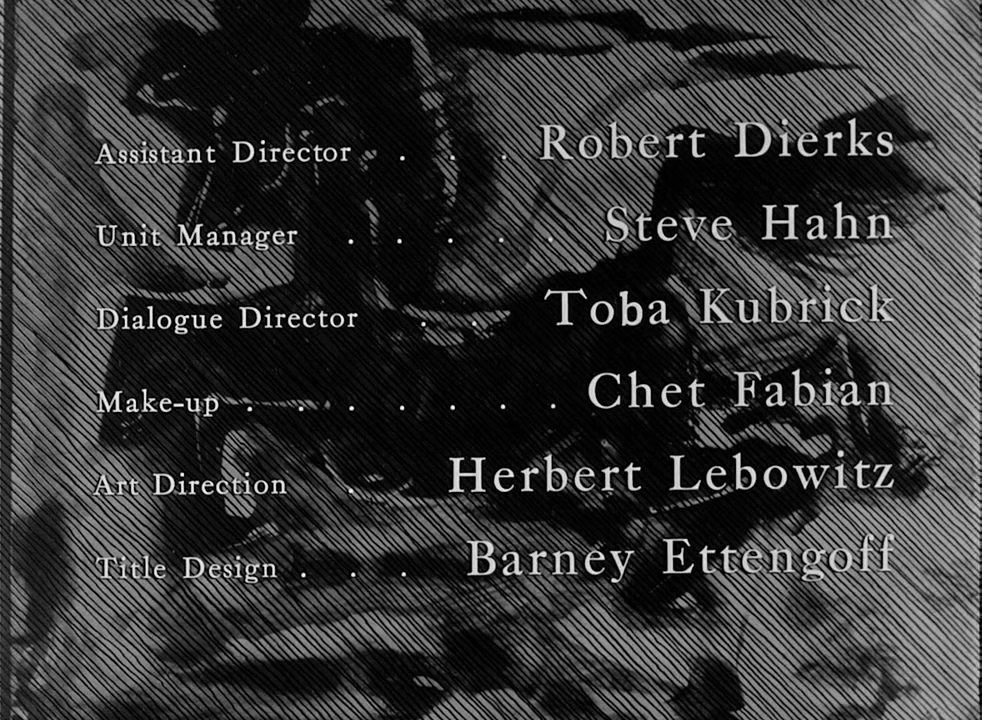 Assistant Director . . . Robert Dierks
Unit Manager . . . . . Steve Hahn
Dialogue Director . . Toba Kubrick
Make-up . . . . . . . Chet Fabian
Art Direction . Herbert Lebowitz
Title Design . . . Barney Ettengoff